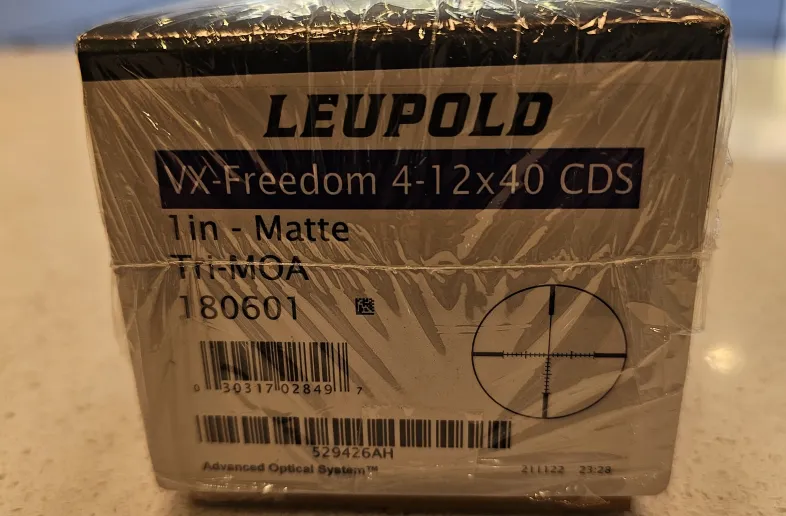 LEUPOLD
VX-Freedom 4-12x40 CDS
1in - Matte
Tri-MOA
180601
0 30317 02849 7
529426AH
Advanced Optical System™
211122 23:28